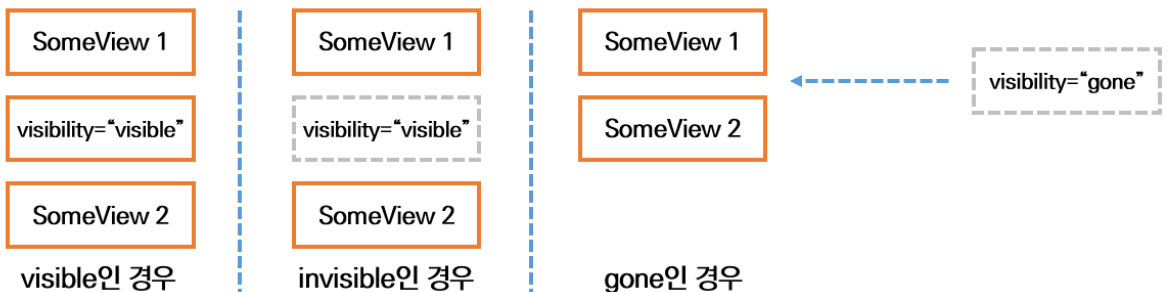 SomeView 1
visibility=“visible”
SomeView 2
visible인 경우
SomeView 1
visibility=“visible”
SomeView 2
invisible인 경우
SomeView 1
SomeView 2
gone인 경우
visibility=“gone”